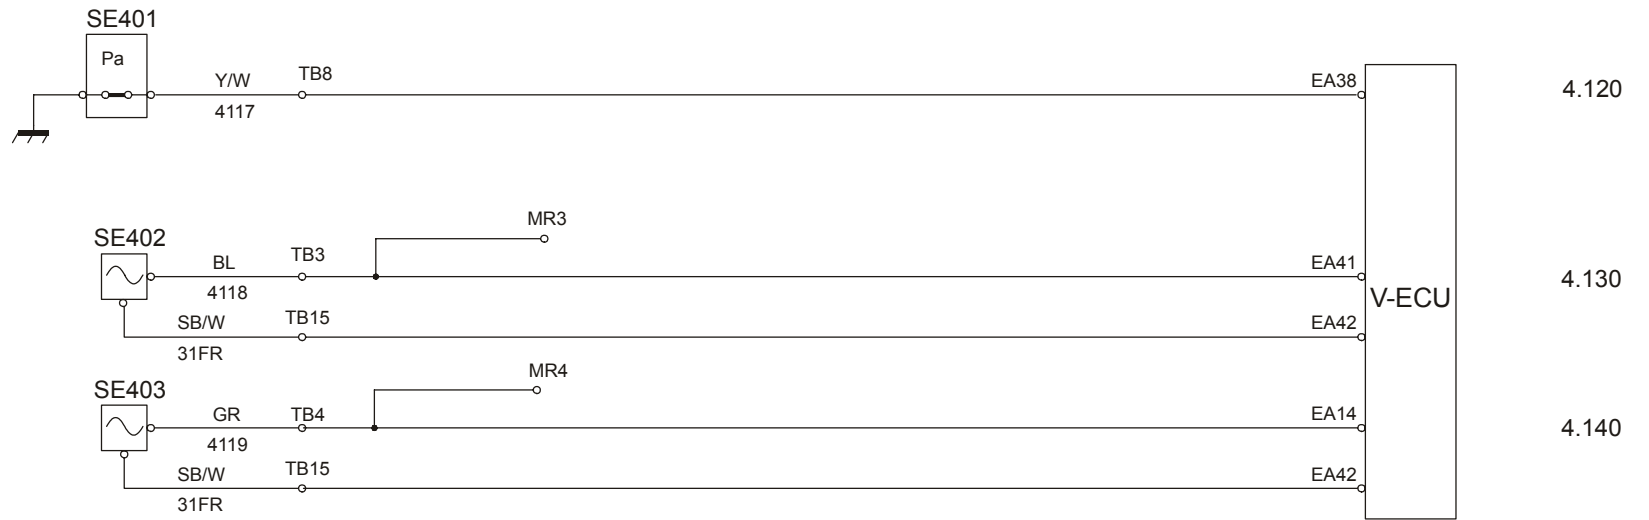 SE401
Pa
Y/W
TB8
EA38
4.120
4117
MR3
SE402
BL
TB3
EA41
4.130
4118
V-ECU
SB/W
TB15
EA42
31FR
MR4
SE403
GR
TB4
EA14
4.140
4119
SB/W
TB15
EA42
31FR